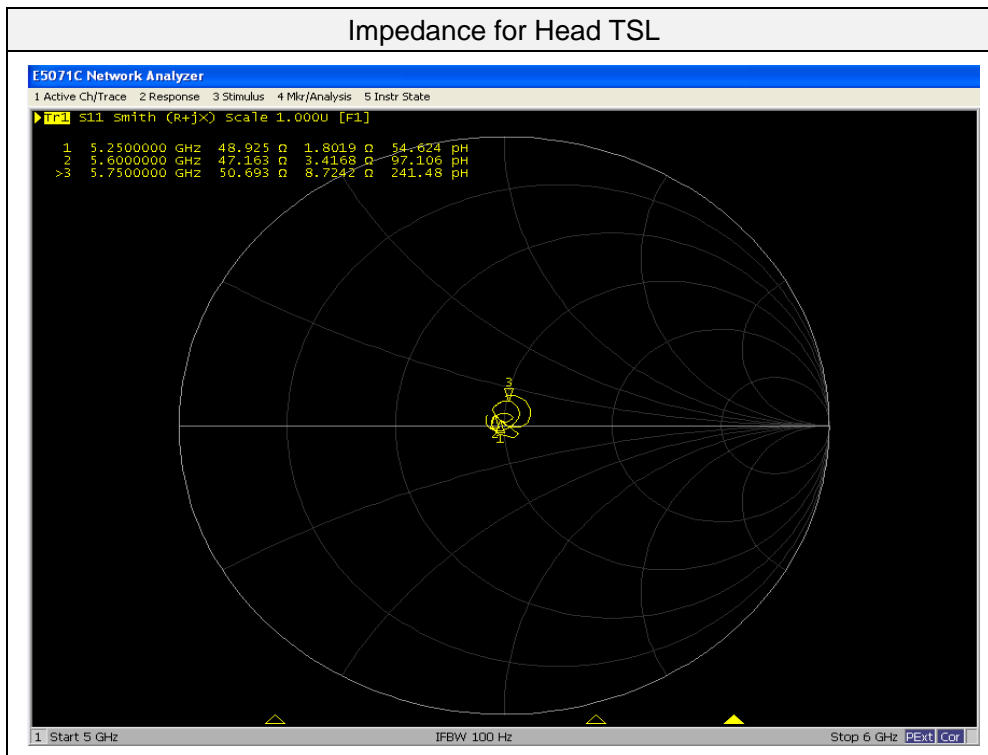 Impedance for Head TSL
E5071C Network Analyzer
1 Active Ch/Trace 2 Response 3 Stimulus 4 Mkr/Analysis 5 Instr State
Tr1 S11 Smith (R+jX) Scale 1.000U [F1]
1 5.2500000 GHz 48.925 Ω 1.8019 Ω 54.624 pH
2 5.6000000 GHz 47.163 Ω 3.4168 Ω 97.106 pH
>3 5.7500000 GHz 50.693 Ω 8.7242 Ω 241.48 pH
3
2
1
1 Start 5 GHz IFBW 100 Hz Stop 6 GHz PExt Cor